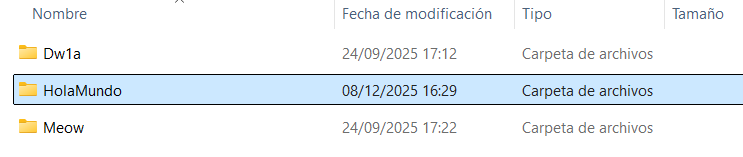 Nombre Fecha de modificación Tipo Tamaño
Dw1a 24/09/2025 17:12 Carpeta de archivos
HolaMundo 08/12/2025 16:29 Carpeta de archivos
Meow 24/09/2025 17:22 Carpeta de archivos